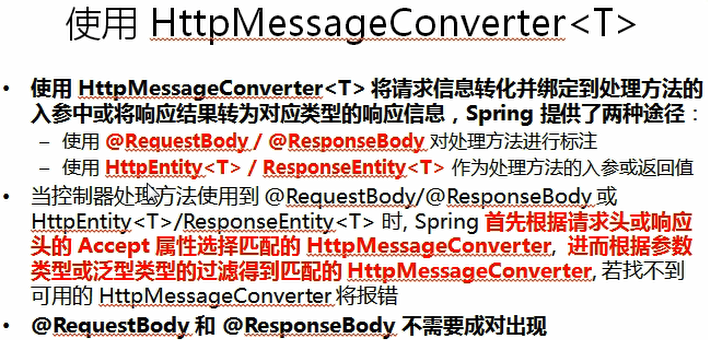 使用 HttpMessageConverter<T>
• 使用 HttpMessageConverter<T> 将请求信息转化并绑定到处理方法的
入参中或将响应结果转为对应类型的响应信息，Spring 提供了两种途径：
– 使用 @RequestBody / @ResponseBody 对处理方法进行标注
– 使用 HttpEntity<T> / ResponseEntity<T> 作为处理方法的入参或返回值
• 当控制器处理方法使用到 @RequestBody/@ResponseBody 或
HttpEntity<T>/ResponseEntity<T> 时, Spring 首先根据请求头或响应
头的 Accept 属性选择匹配的 HttpMessageConverter, 进而根据参数
类型或泛型类型的过滤得到匹配的 HttpMessageConverter, 若找不到
可用的 HttpMessageConverter 将报错
• @RequestBody 和 @ResponseBody 不需要成对出现